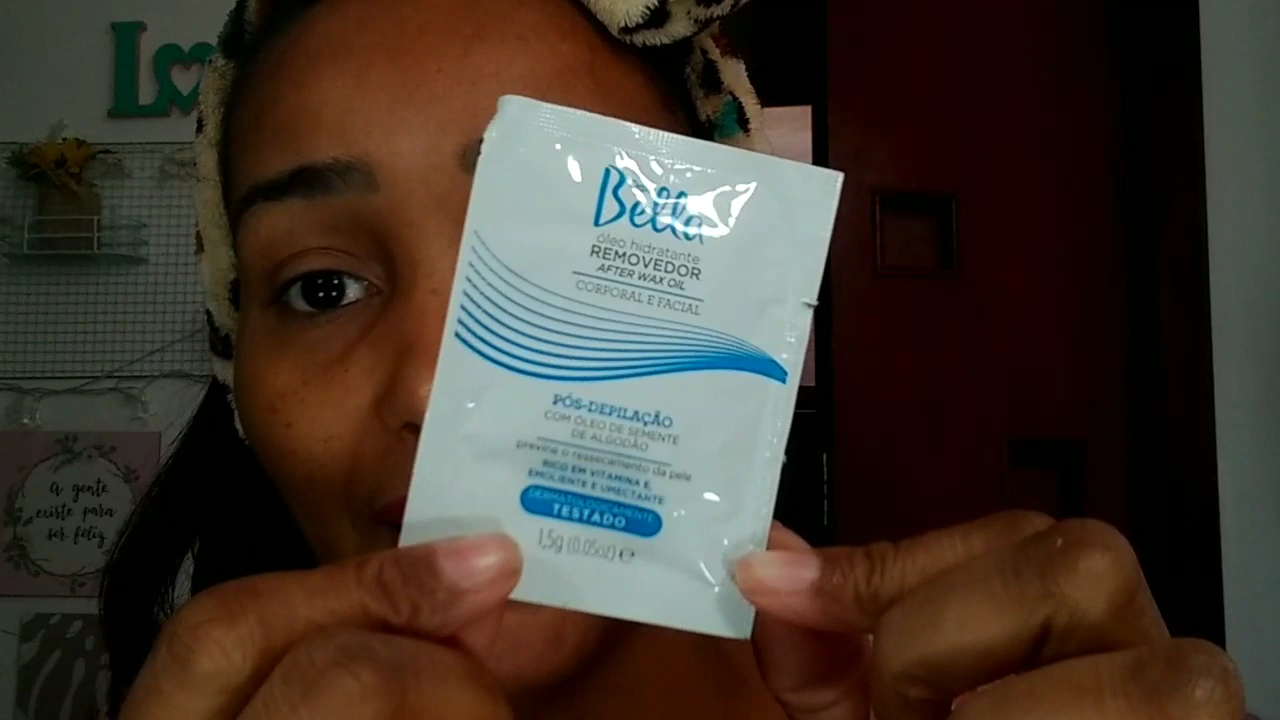 Lo
Bella
óleo hidratante
REMOVEDOR
AFTER WAX OIL
CORPORAL E FACIAL
PÓS-DEPILAÇÃO
COM ÓLEO DE SEMENTE
DE ALGODÃO
previne o ressecamento da pele
RICO EM VITAMINA E,
EMOLIENTE E UMECTANTE
DERMATOLOGICAMENTE
TESTADO
1,5g (0.05oz) ℮
A gente
existe para
ser feliz